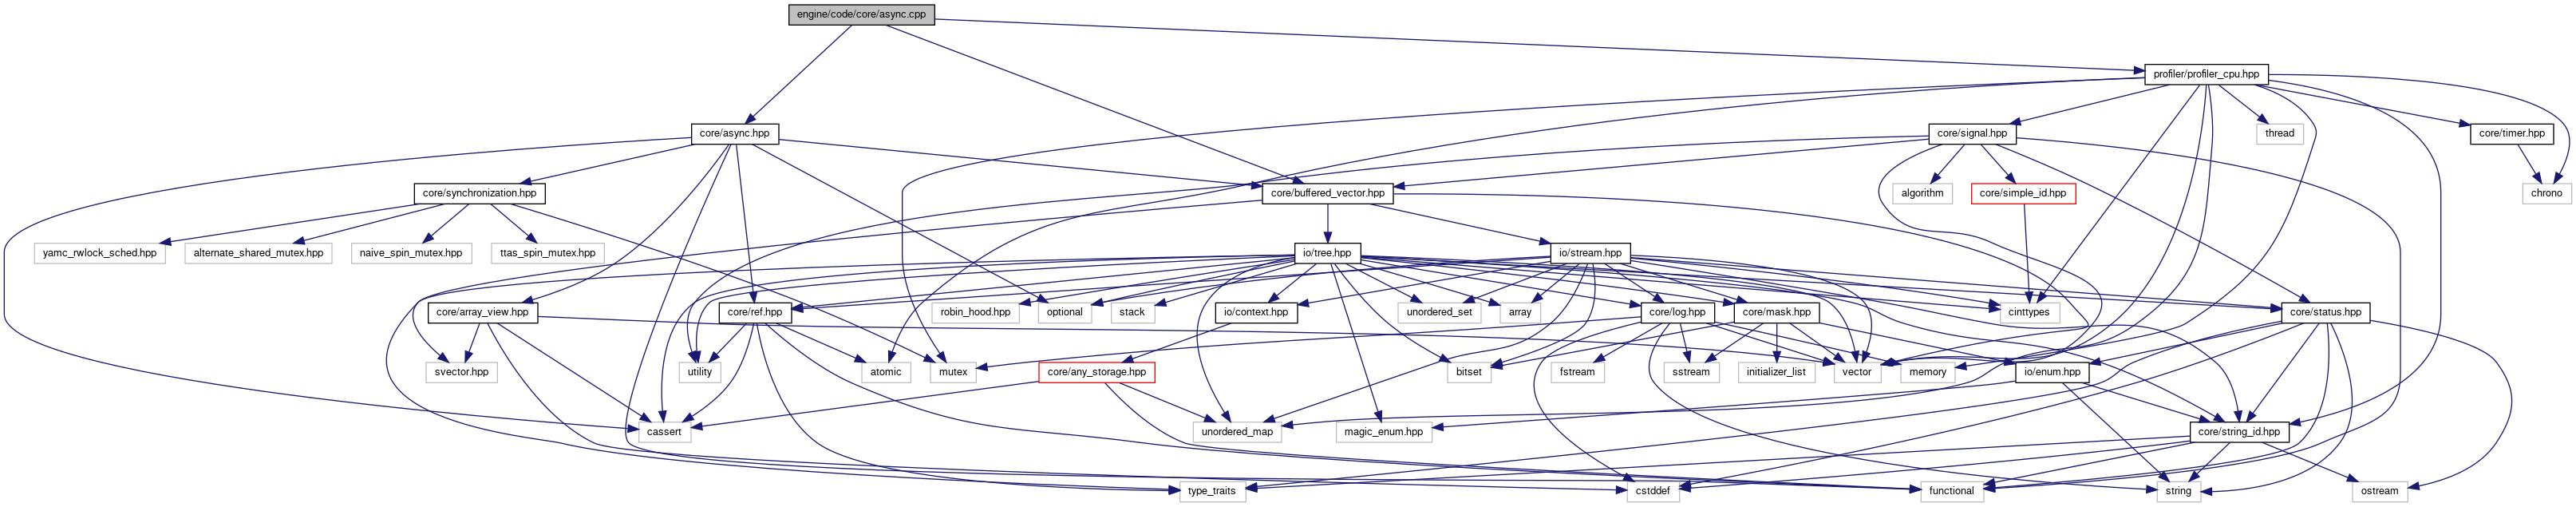 engine/code/core/async.cpp
profiler/profiler_cpu.hpp
core/async.hpp
core/signal.hpp
thread
core/timer.hpp
core/synchronization.hpp
core/buffered_vector.hpp
algorithm
core/simple_id.hpp
chrono
yamc_rwlock_sched.hpp
alternate_shared_mutex.hpp
naive_spin_mutex.hpp
ttas_spin_mutex.hpp
io/tree.hpp
io/stream.hpp
core/array_view.hpp
core/ref.hpp
robin_hood.hpp
optional
stack
io/context.hpp
unordered_set
array
core/log.hpp
core/mask.hpp
cinttypes
core/status.hpp
svector.hpp
utility
atomic
mutex
core/any_storage.hpp
bitset
fstream
sstream
initializer_list
vector
memory
io/enum.hpp
cassert
unordered_map
magic_enum.hpp
core/string_id.hpp
type_traits
cstddef
functional
string
ostream